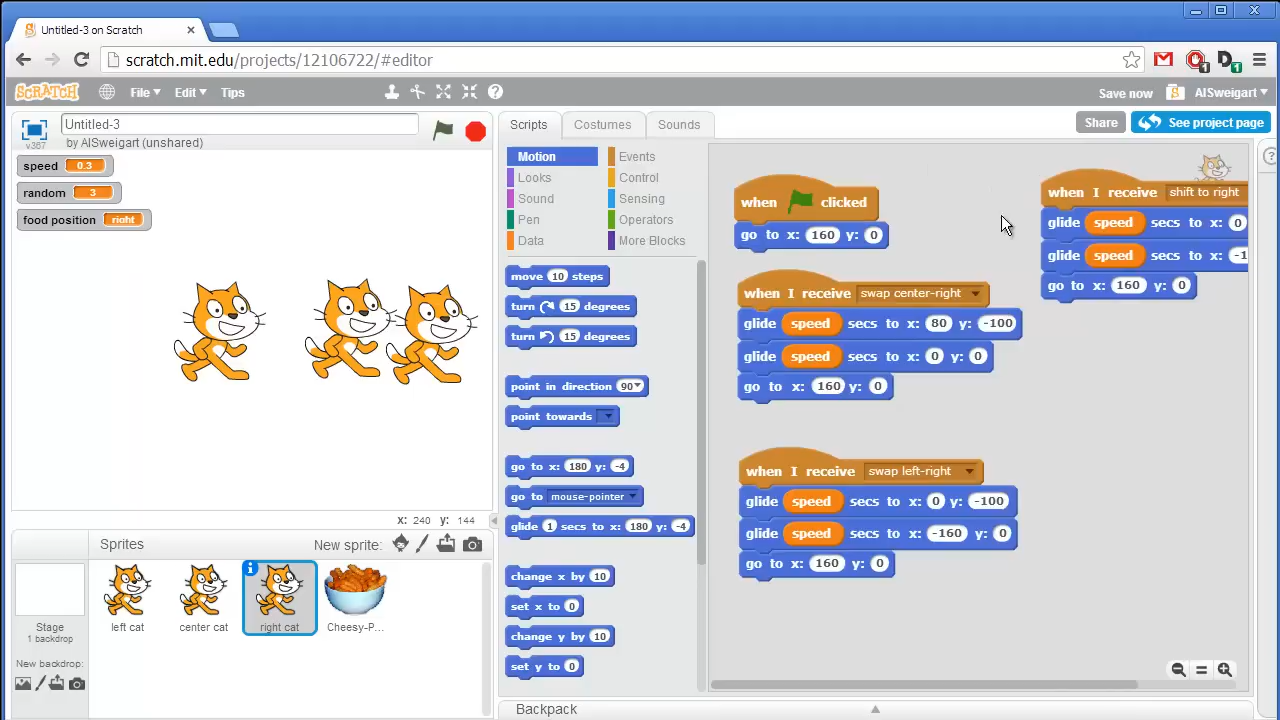 Untitled-3 on Scratch
scratch.mit.edu/projects/12106722/#editor
1
1
SCRATCH File Edit Tips Save now AlSweigart
Untitled-3
v387 by AlSweigart (unshared)
Scripts Costumes Sounds Share See project page
speed 0.3
random 3
food position right
x: 240 y: 144
Motion Events
Looks Control
Sound Sensing
Pen Operators
Data More Blocks
move 10 steps
turn 15 degrees
turn 15 degrees
point in direction 90
point towards
go to x: 180 y: -4
go to mouse-pointer
glide 1 secs to x: 180 y: -4
change x by 10
set x to 0
change y by 10
set y to 0
when clicked
go to x: 160 y: 0
when I receive swap center-right
glide speed secs to x: 80 y: -100
glide speed secs to x: 0 y: 0
go to x: 160 y: 0
when I receive swap left-right
glide speed secs to x: 0 y: -100
glide speed secs to x: -160 y: 0
go to x: 160 y: 0
when I receive shift to right
glide speed secs to x: 0
glide speed secs to x: -1
go to x: 160 y: 0
?
Sprites New sprite:
Stage
1 backdrop
New backdrop:
left cat center cat right cat Cheesy-P...
Backpack